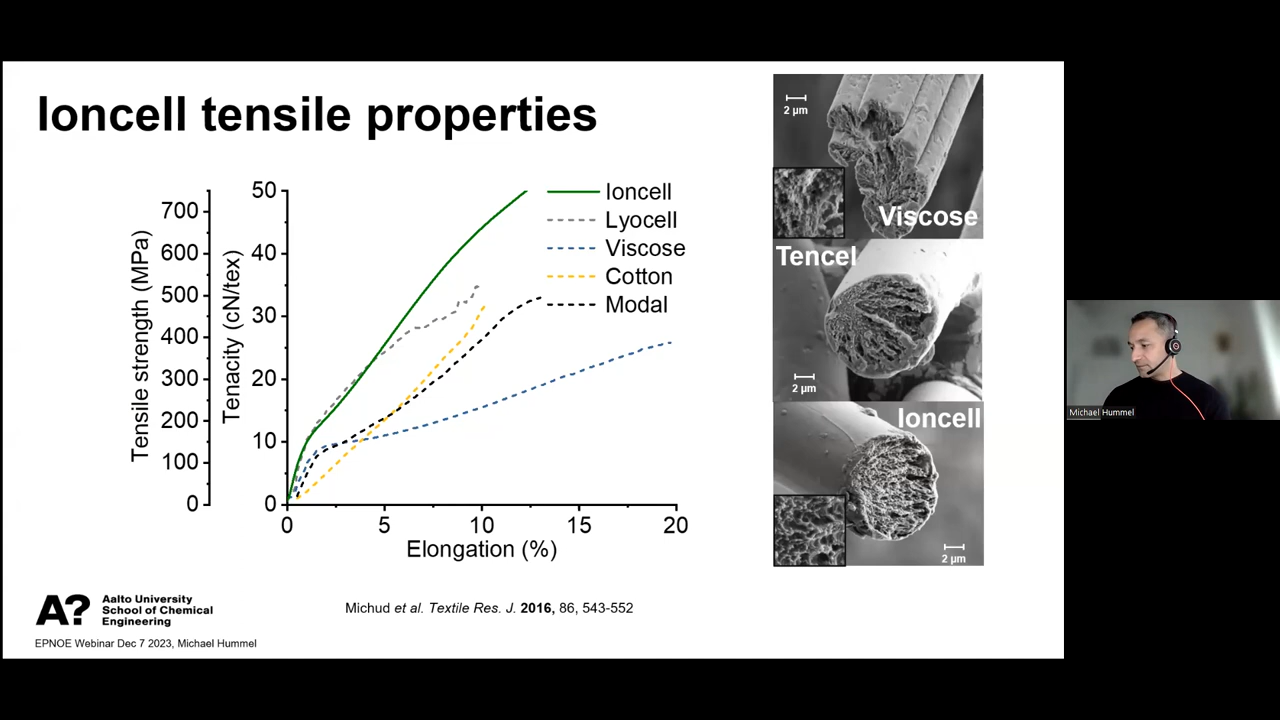 Ioncell tensile properties
Tensile strength (MPa)
700
600
500
400
300
200
100
0
Tenacity (cN/tex)
50
40
30
20
10
0
0 5 10 15 20
Elongation (%)
Ioncell
Lyocell
Viscose
Cotton
Modal
2 µm
Viscose
Tencel
2 µm
Ioncell
2 µm
Michael Hummel
A?
Aalto University
School of Chemical
Engineering
Michud et al. Textile Res. J. 2016, 86, 543-552
EPNOE Webinar Dec 7 2023, Michael Hummel